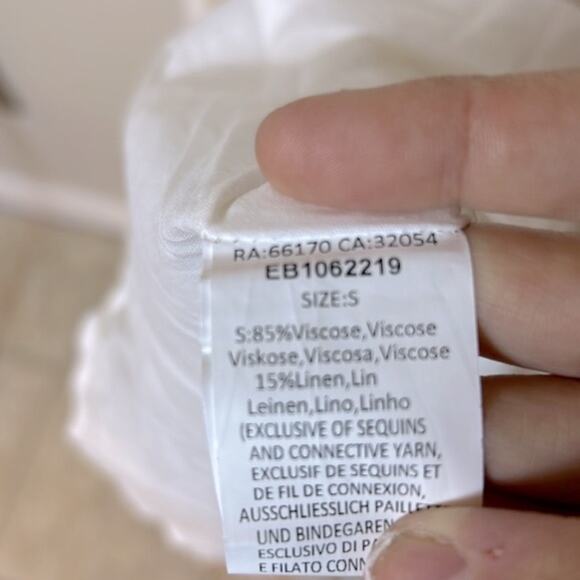 RA:66170 CA:32054
EB1062219
SIZE:S
S:85%Viscose,Viscose
Viskose,Viscosa,Viscose
15%Linen,Lin
Leinen,Lino,Linho
(EXCLUSIVE OF SEQUINS
AND CONNECTIVE YARN,
EXCLUSIF DE SEQUINS ET
DE FIL DE CONNEXION,
AUSSCHLIESSLICH
UND
ESCLUSIVO DI
E FILATO